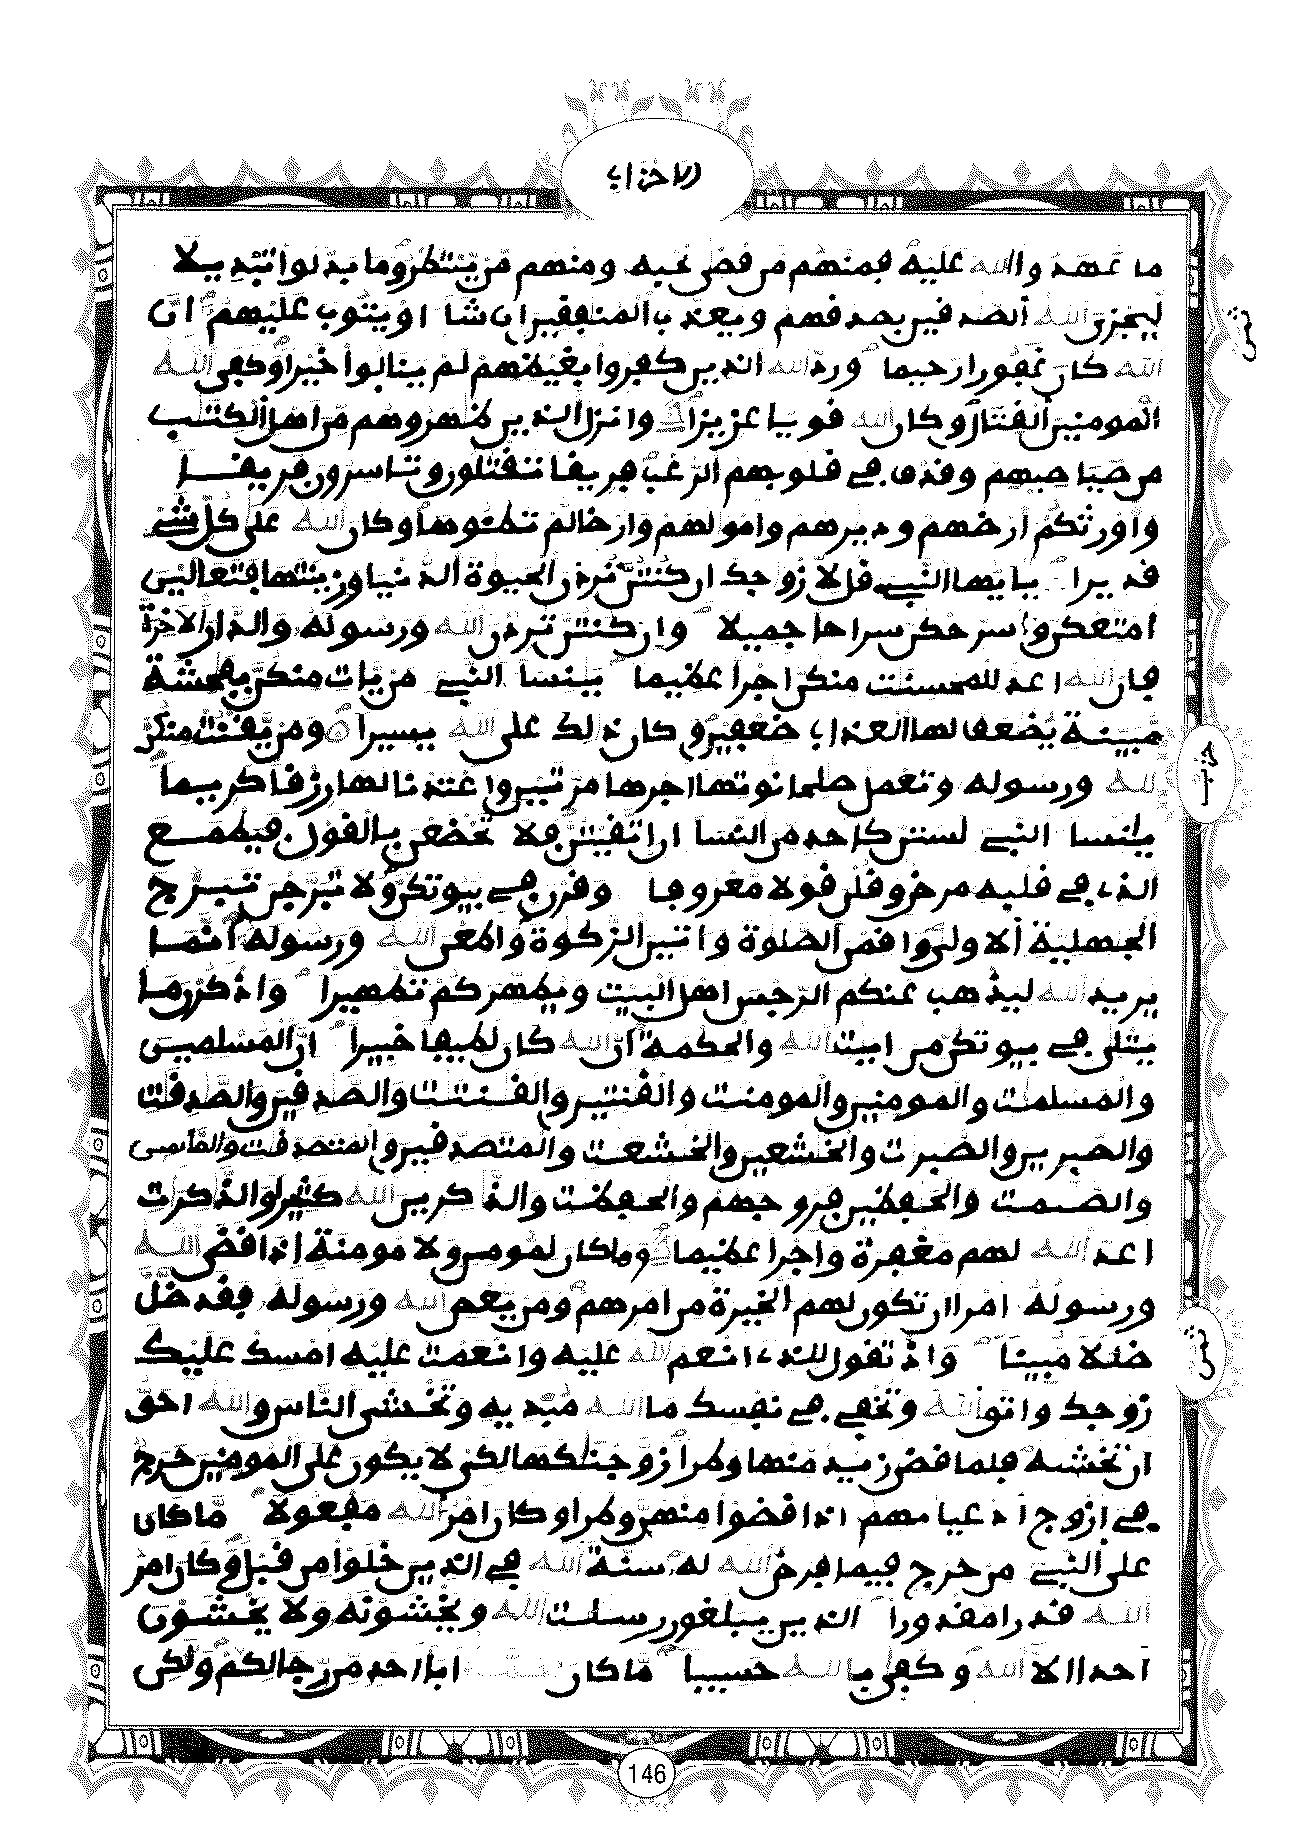 الاحزاب
ما عهدوا الله عليه فمنهم من قضى نحبه ومنهم من ينتظر وما بدلوا تبديلا
ليجزى الله الصدقين بصدقهم ويعذب المنفقين ان شا اويتوب عليهم ان
الله كان غفورا رحيما ورد الله الذين كفروا بغيظهم لم ينالوا خيرا وكفى الله
المومنين القتال وكان الله قويا عزيزا وانزل الذين ظهروهم من اهل الكتب
من صياصيهم وقذف في قلوبهم الرعب فريقا تقتلون وتاسرون فريقا
واورثكم ارضهم وديرهم وامولهم وارضا لم تطئوها وكان الله على كل شئ
قديرا يايها النبي قل لازوجك ان كنتن تردن الحيوة الدنيا وزينتها فتعالين
امتعكن واسرحكن سراحا جميلا وان كنتن تردن الله ورسوله والدار الاخرة
فان الله اعد للمحسنت منكن اجرا عظيما ينسا النبي من يات منكن بفحشة
مبينة يضعف لها العذاب ضعفين وكان ذلك على الله يسيرا ومن يقنت منكن
لله ورسوله وتعمل صلحا نوتها اجرها مرتين واعتدنا لها رزقا كريما
ينسا النبي لستن كاحد من النسا ان اتقيتن فلا تخضعن بالقول فيطمع
الذى في قلبه مرض وقلن قولا معروفا وقرن في بيوتكن ولا تبرجن تبرج
الجهلية الاولى واقمن الصلوة واتين الزكوة واطعن الله ورسوله انما
يريد الله ليذهب عنكم الرجس اهل البيت ويطهركم تطهيرا واذكرن ما
يتلى في بيوتكن من ايت الله والحكمة ان الله كان لطيفا خبيرا ان المسلمين
والمسلمت والمومنين والمومنت والقنتين والقنتت والصدقين والصدقت
والصبرين والصبرت والخشعين والخشعت والمتصدقين والمتصدقت والصئمين
والصئمت والحفظين فروجهم والحفظت والذكرين الله كثيرا والذكرت
اعد الله لهم مغفرة واجرا عظيما وما كان لمومن ولا مومنة اذا قضى الله
ورسوله امرا ان تكون لهم الخيرة من امرهم ومن يعص الله ورسوله فقد ضل
ضللا مبينا واذ تقول للذى انعم الله عليه وانعمت عليه امسك عليك
زوجك واتق الله وتخفي في نفسك ما الله مبديه وتخشى الناس والله احق
ان تخشه فلما قضى زيد منها وطرا زوجنكها لكى لا يكون على المومنين حرج
في ازوج ادعيائهم اذا قضوا منهن وطرا وكان امر الله مفعولا ما كان
على النبي من حرج فيما فرض الله له سنة الله في الذين خلوا من قبل وكان امر
الله قدرا مقدورا الذين يبلغون رسلت الله ويخشونه ولا يخشون
احدا الا الله وكفى بالله حسيبا ما كان محمد ابا احد من رجالكم ولكن
ثمن
حزب
ثمن
146